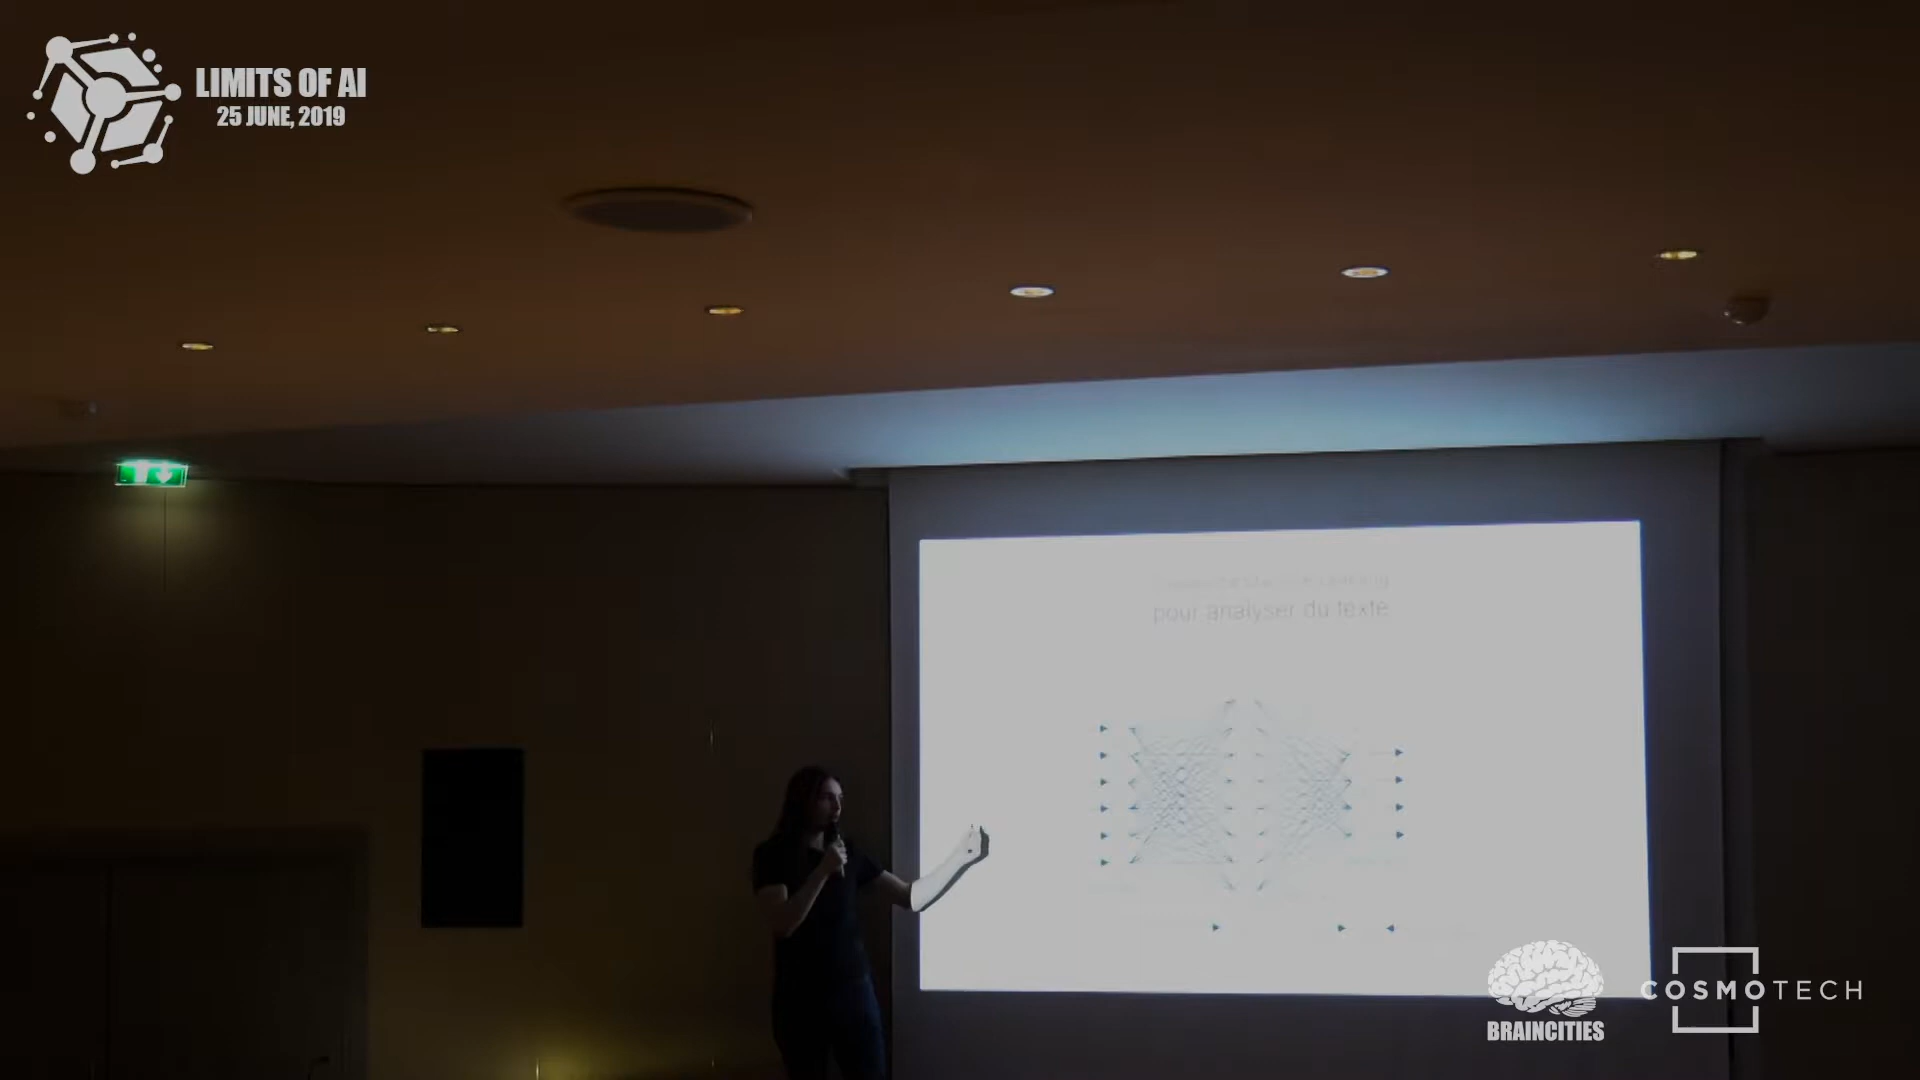 LIMITS OF AI
25 JUNE, 2019
pour analyser du texte
BRAINCITIES
COSMOTECH